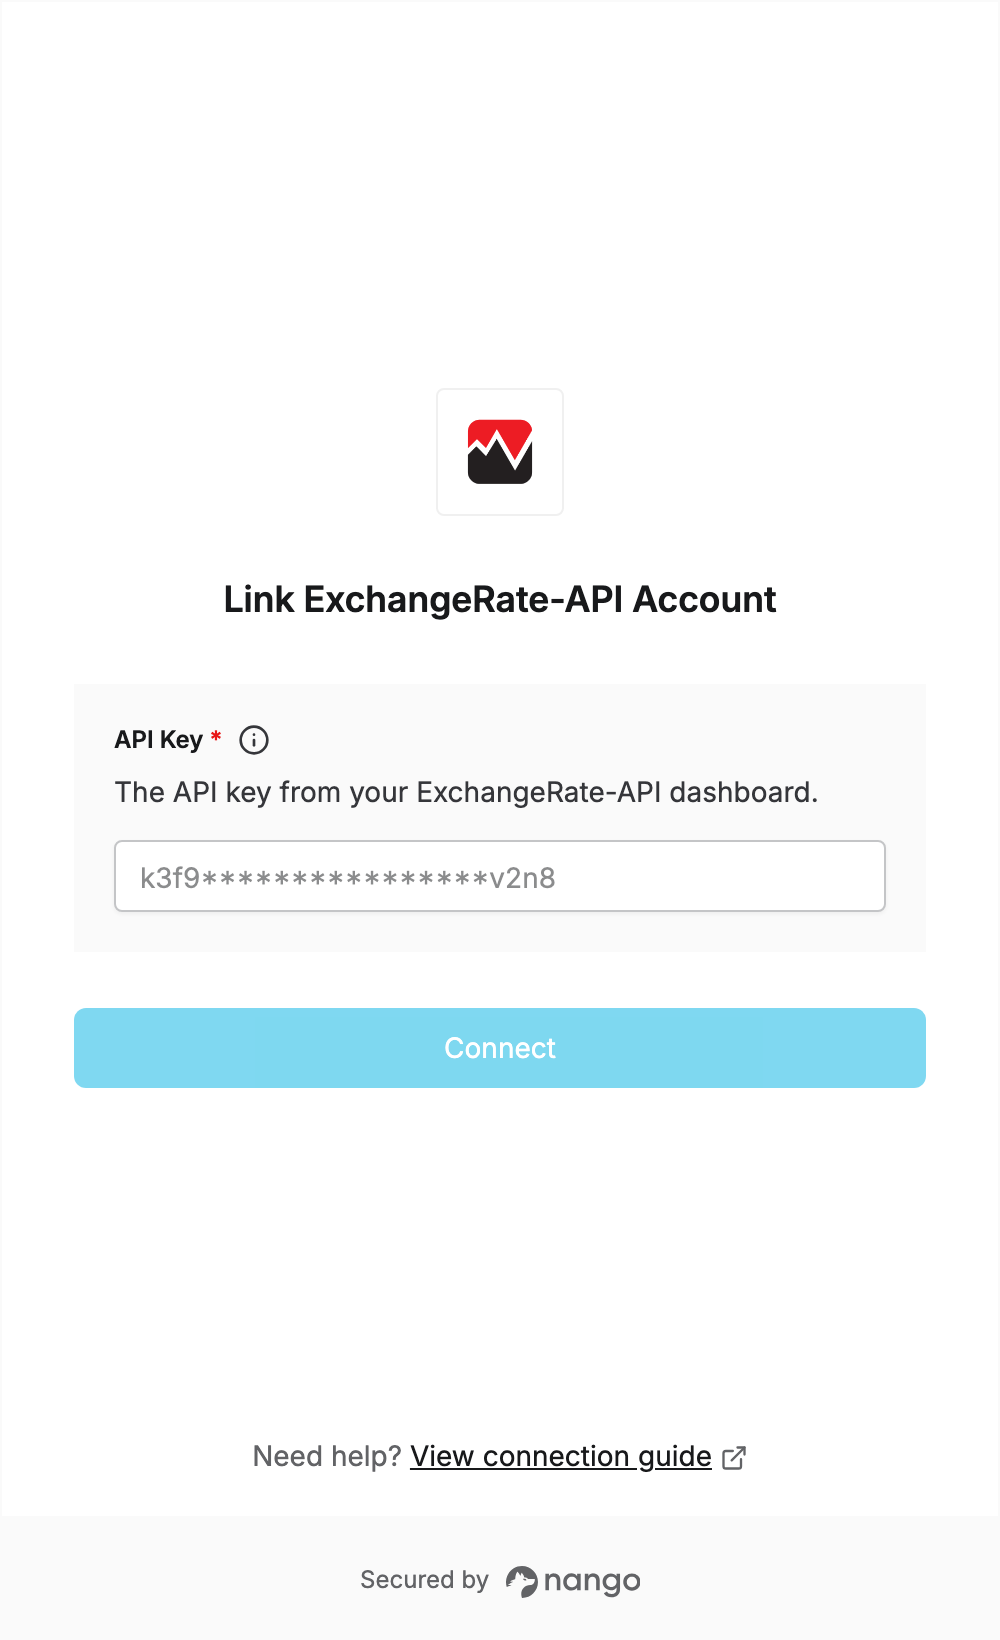 Link ExchangeRate-API Account
API Key *
The API key from your ExchangeRate-API dashboard.
k3f9****************v2n8
Connect
Need help? View connection guide
Secured by nango